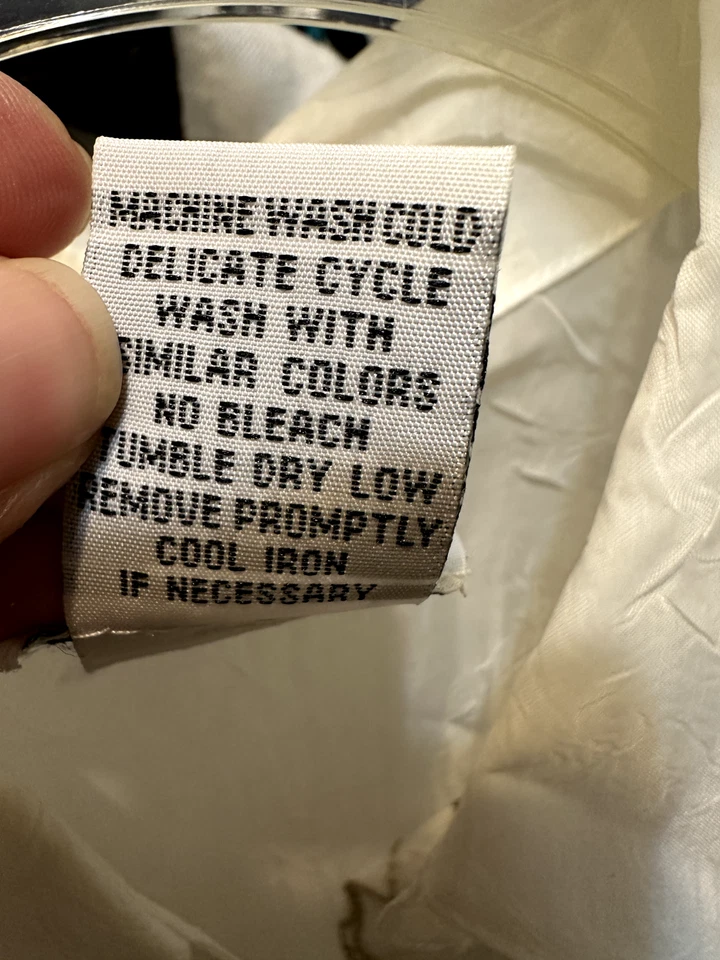 MACHINE WASH COLD
DELICATE CYCLE
WASH WITH
SIMILAR COLORS
NO BLEACH
TUMBLE DRY LOW
REMOVE PROMPTLY
COOL IRON
IF NECESSARY